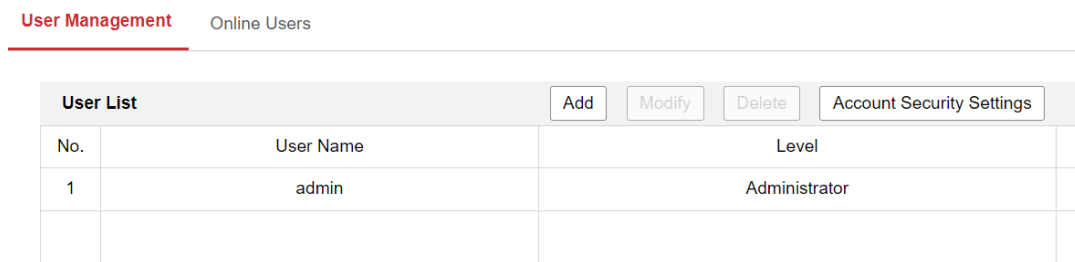 User Management Online Users
User List Add Modify Delete Account Security Settings
No. User Name Level
1 admin Administrator